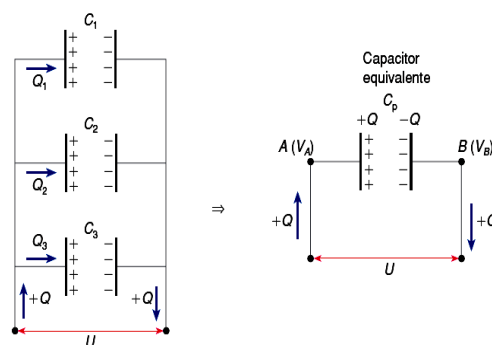 C1
Q1
C2
Q2
C3
Q3
+Q
+Q
U
⇒
Capacitor
equivalente
Cp
+Q −Q
A (VA)
B (VB)
+Q
+Q
U